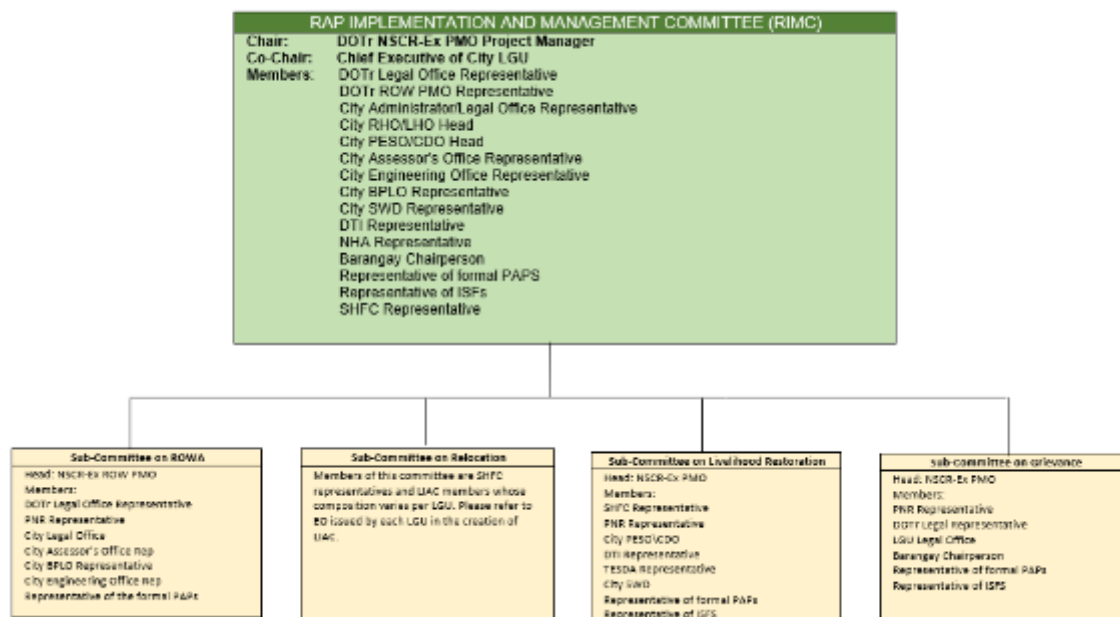 RAP IMPLEMENTATION AND MANAGEMENT COMMITTEE (RIMC)
Chair: DOTr NSCR-Ex PMO Project Manager
Co-Chair: Chief Executive of City LGU
Members: DOTr Legal Office Representative
DOTr ROW PMO Representative
City Administrator/Legal Office Representative
City RHO/LHO Head
City PESO/CDO Head
City Assessor's Office Representative
City Engineering Office Representative
City BPLO Representative
City SWD Representative
DTI Representative
NHA Representative
Barangay Chairperson
Representative of formal PAPS
Representative of ISFs
SHFC Representative
Sub-Committee on ROWA
Head: NSCR-Ex ROW PMO
Members:
DOTr Legal Office Representative
PNR Representative
City Legal Office
City Assessor's Office Rep
City BPLO Representative
City Engineering Office Rep
Representative of the formal PAPs
Sub-Committee on Relocation
Members of this committee are SHFC
representatives and LIAC members whose
composition varies per LGU. Please refer to
EO issued by each LGU in the creation of
LIAC.
Sub-Committee on Livelihood Restoration
Head: NSCR-Ex PMO
Members:
SHFC Representative
PNR Representative
City PESO\CDO
DTI Representative
TESDA Representative
City SWD
Representative of formal PAPs
Representative of ISFS
Sub-Committee on Grievance
Head: NSCR-Ex PMO
Members:
PNR Representative
DOTr Legal Representative
LGU Legal Office
Barangay Chairperson
Representative of formal PAPs
Representative of ISFS